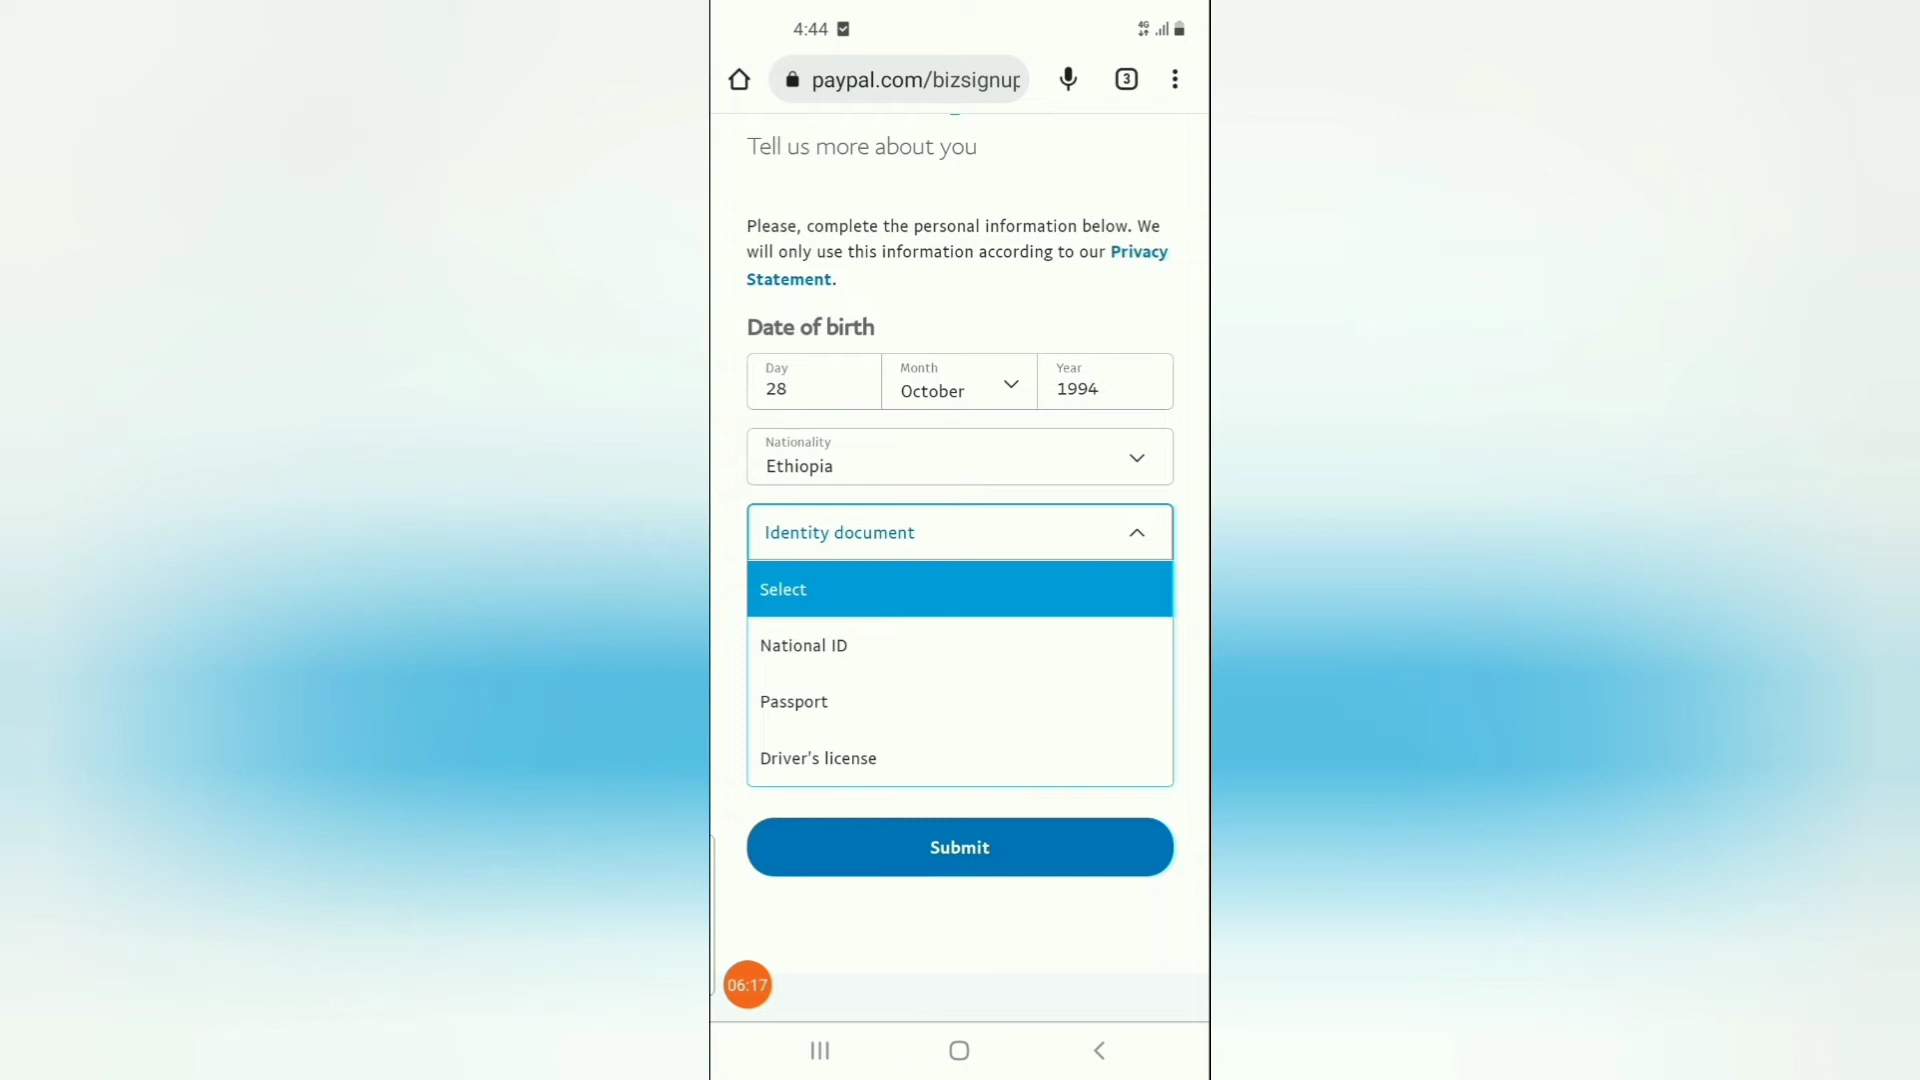 4:44
4G
paypal.com/bizsignup
3
Tell us more about you
Please, complete the personal information below. We
will only use this information according to our Privacy
Statement.
Date of birth
Day
28
Month
October
Year
1994
Nationality
Ethiopia
Identity document
Select
National ID
Passport
Driver's license
Submit
06:17